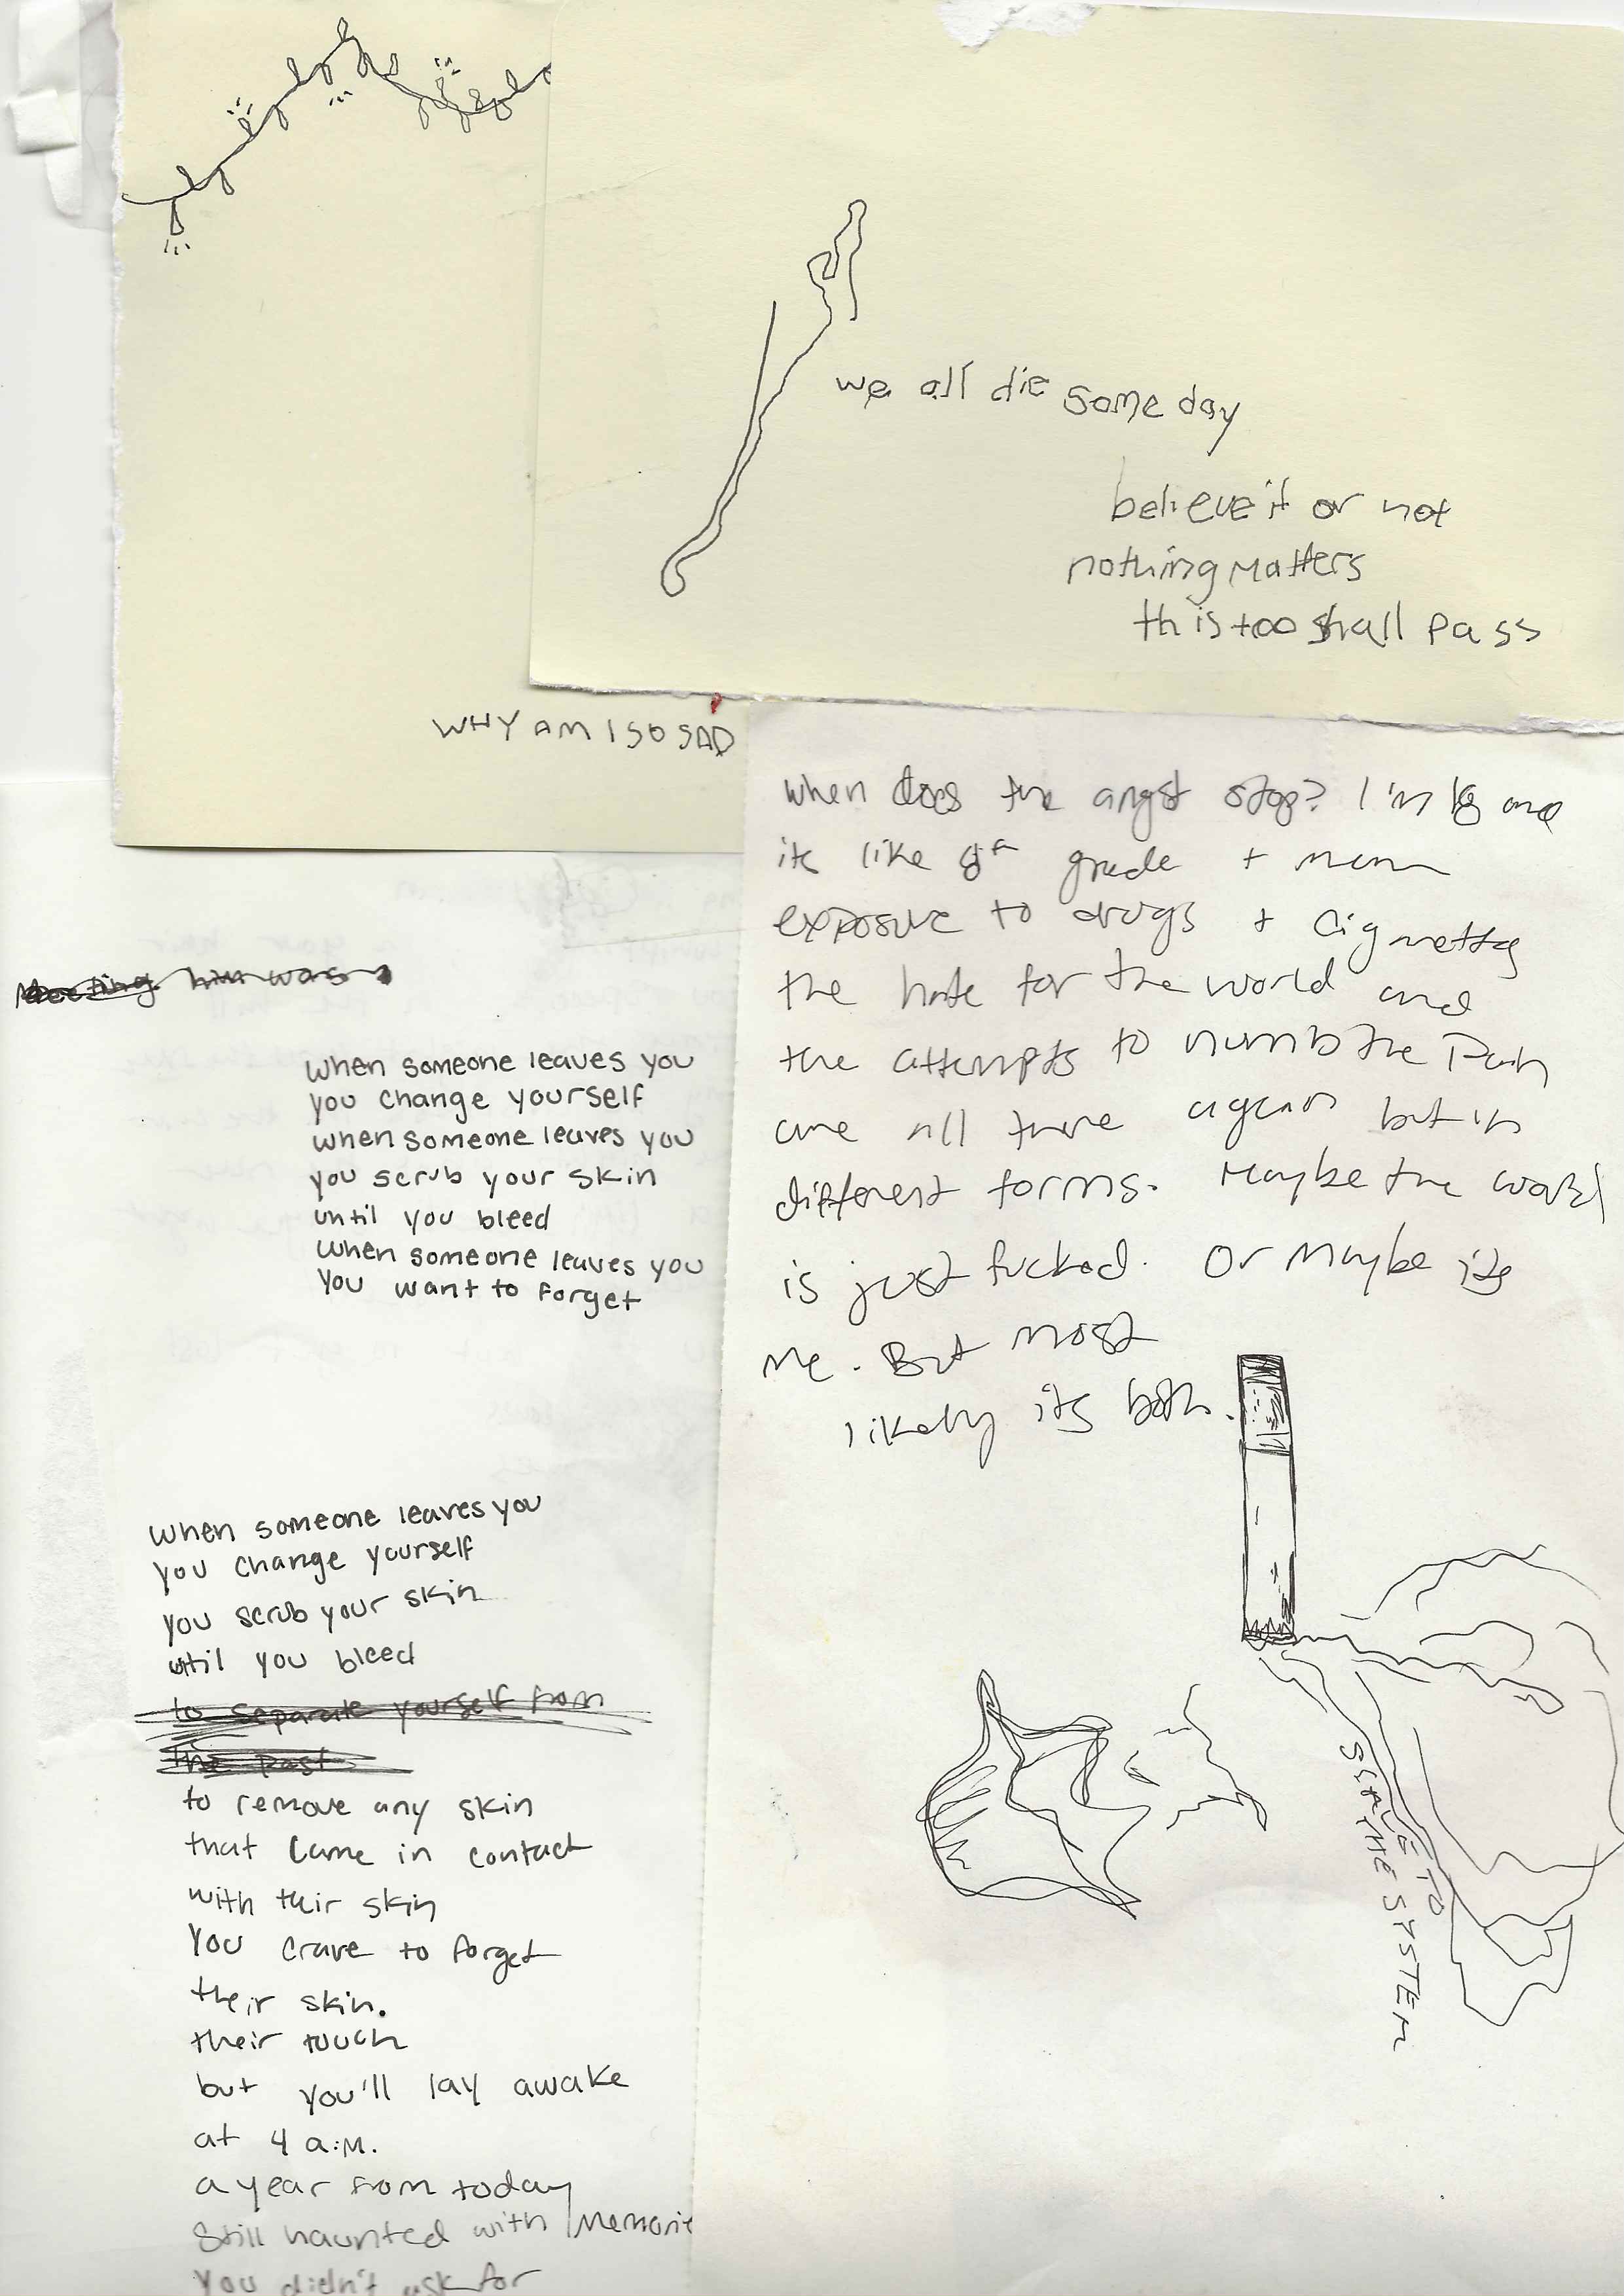 we all die some day
believe it or not
nothing matters
this too shall pass
WHY AM I SO SAD
when does the angst stop? I'm 18 and
its like 8th grade +
exposure to drugs + cigarettes
the hate for the world and
the attempts to numb the pain
are all there again but in
different forms. Maybe the world
is just fucked. Or maybe its
me. But most
likely its both.
Meeting him was
when someone leaves you
you change yourself
when someone leaves you
you scrub your skin
until you bleed
when someone leaves you
you want to forget
when someone leaves you
you change yourself
you scrub your skin
until you bleed
to separate yourself from
the past
to remove any skin
that came in contact
with their skin
You crave to forget
their skin.
their touch
but you'll lay awake
at 4 a.m.
a year from today
still haunted with memorie
you didn't ask for
TO
THE SYSTEM